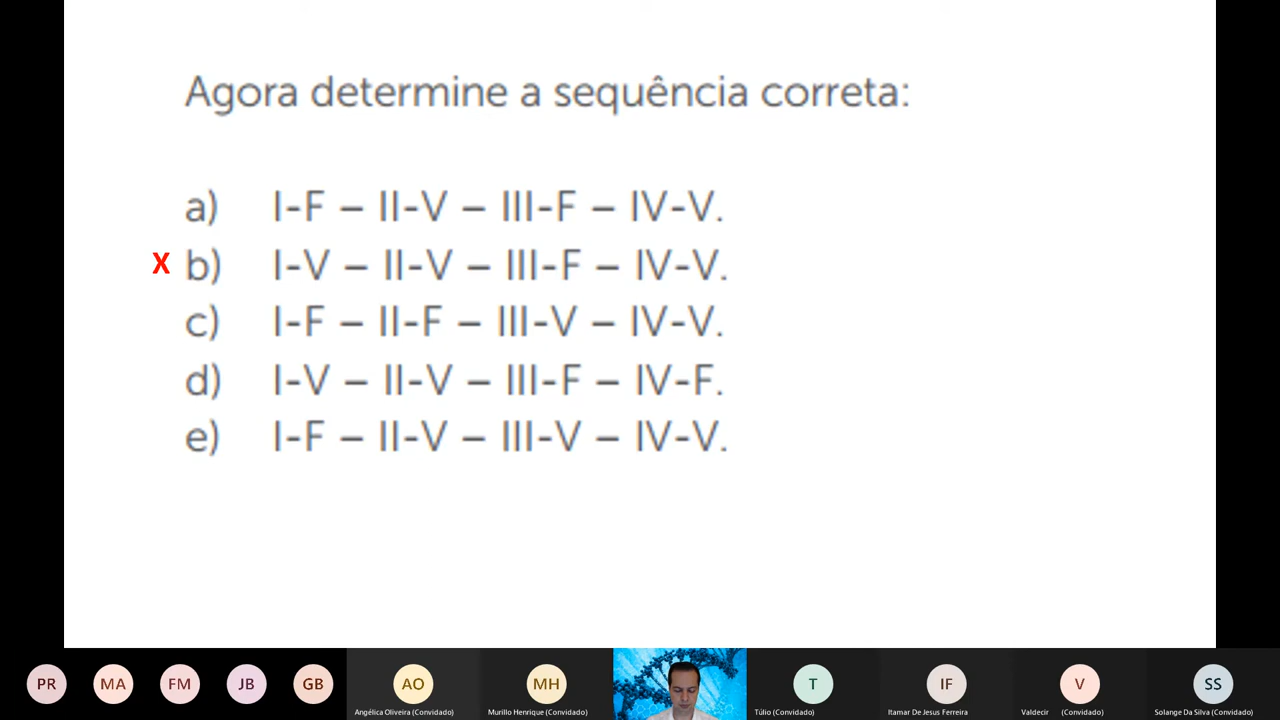 Agora determine a sequência correta:
a) I-F – II-V – III-F – IV-V.
X b) I-V – II-V – III-F – IV-V.
c) I-F – II-F – III-V – IV-V.
d) I-V – II-V – III-F – IV-F.
e) I-F – II-V – III-V – IV-V.
PR MA FM JB GB AO MH T IF V SS
Angélica Oliveira (Convidado) Murillo Henrique (Convidado) Túlio (Convidado) Itamar De Jesus Ferreira Valdecir (Convidado) Solange Da Silva (Convidado)